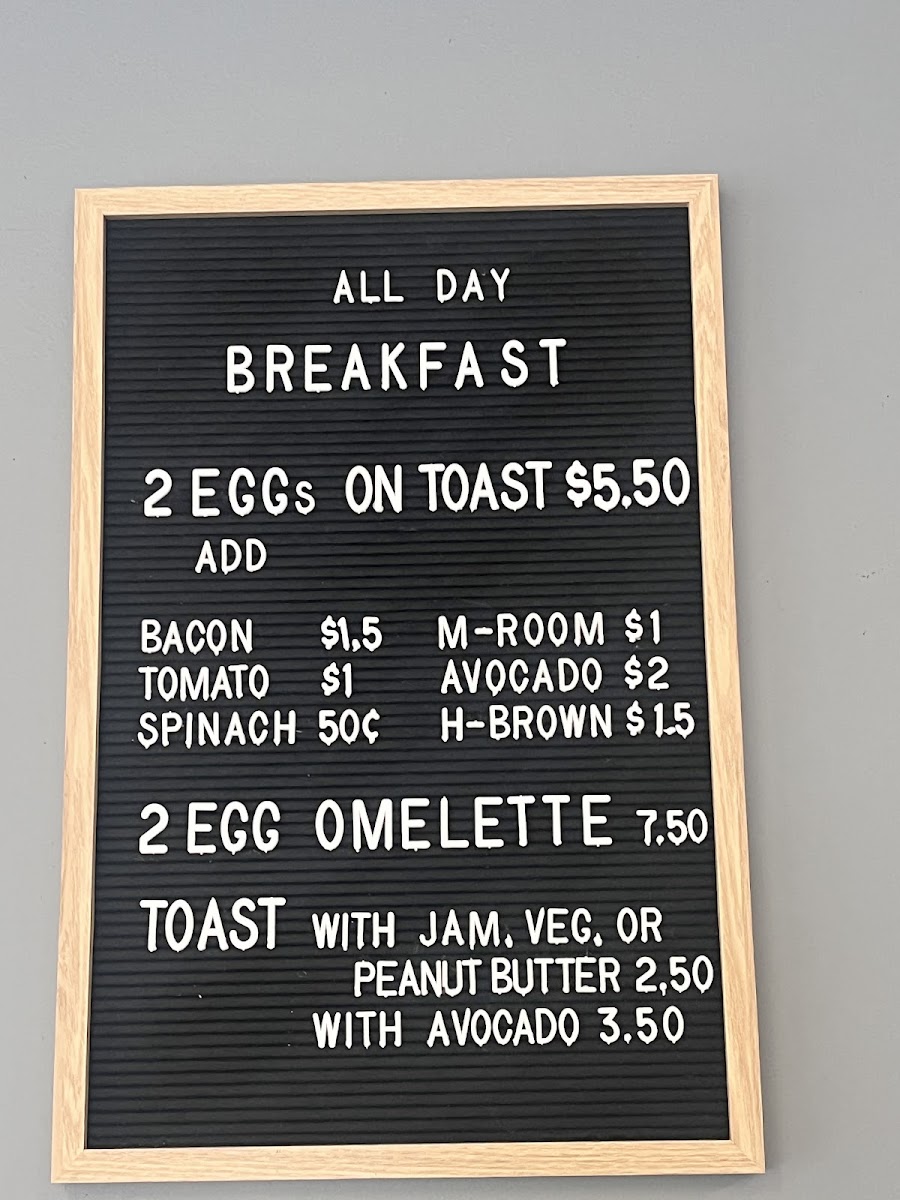 ALL DAY
BREAKFAST
2 EGGs ON TOAST $5.50
ADD
BACON $1.5 M-ROOM $1
TOMATO $1 AVOCADO $2
SPINACH 50¢ H-BROWN $1.5
2 EGG OMELETTE 7.50
TOAST WITH JAM, VEG, OR
PEANUT BUTTER 2,50
WITH AVOCADO 3.50